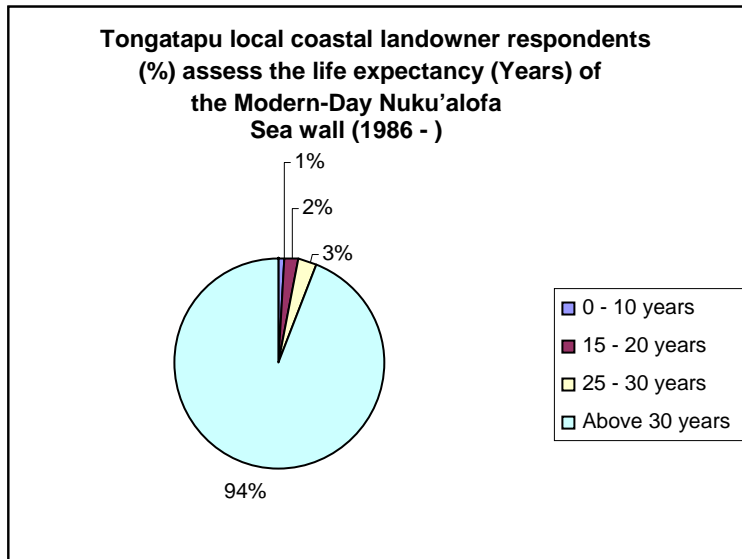 Tongatapu local coastal landowner respondents
(%) assess the life expectancy (Years) of
the Modern-Day Nuku'alofa
Sea wall (1986 - )
1%
2%
3%
94%
0 - 10 years
15 - 20 years
25 - 30 years
Above 30 years